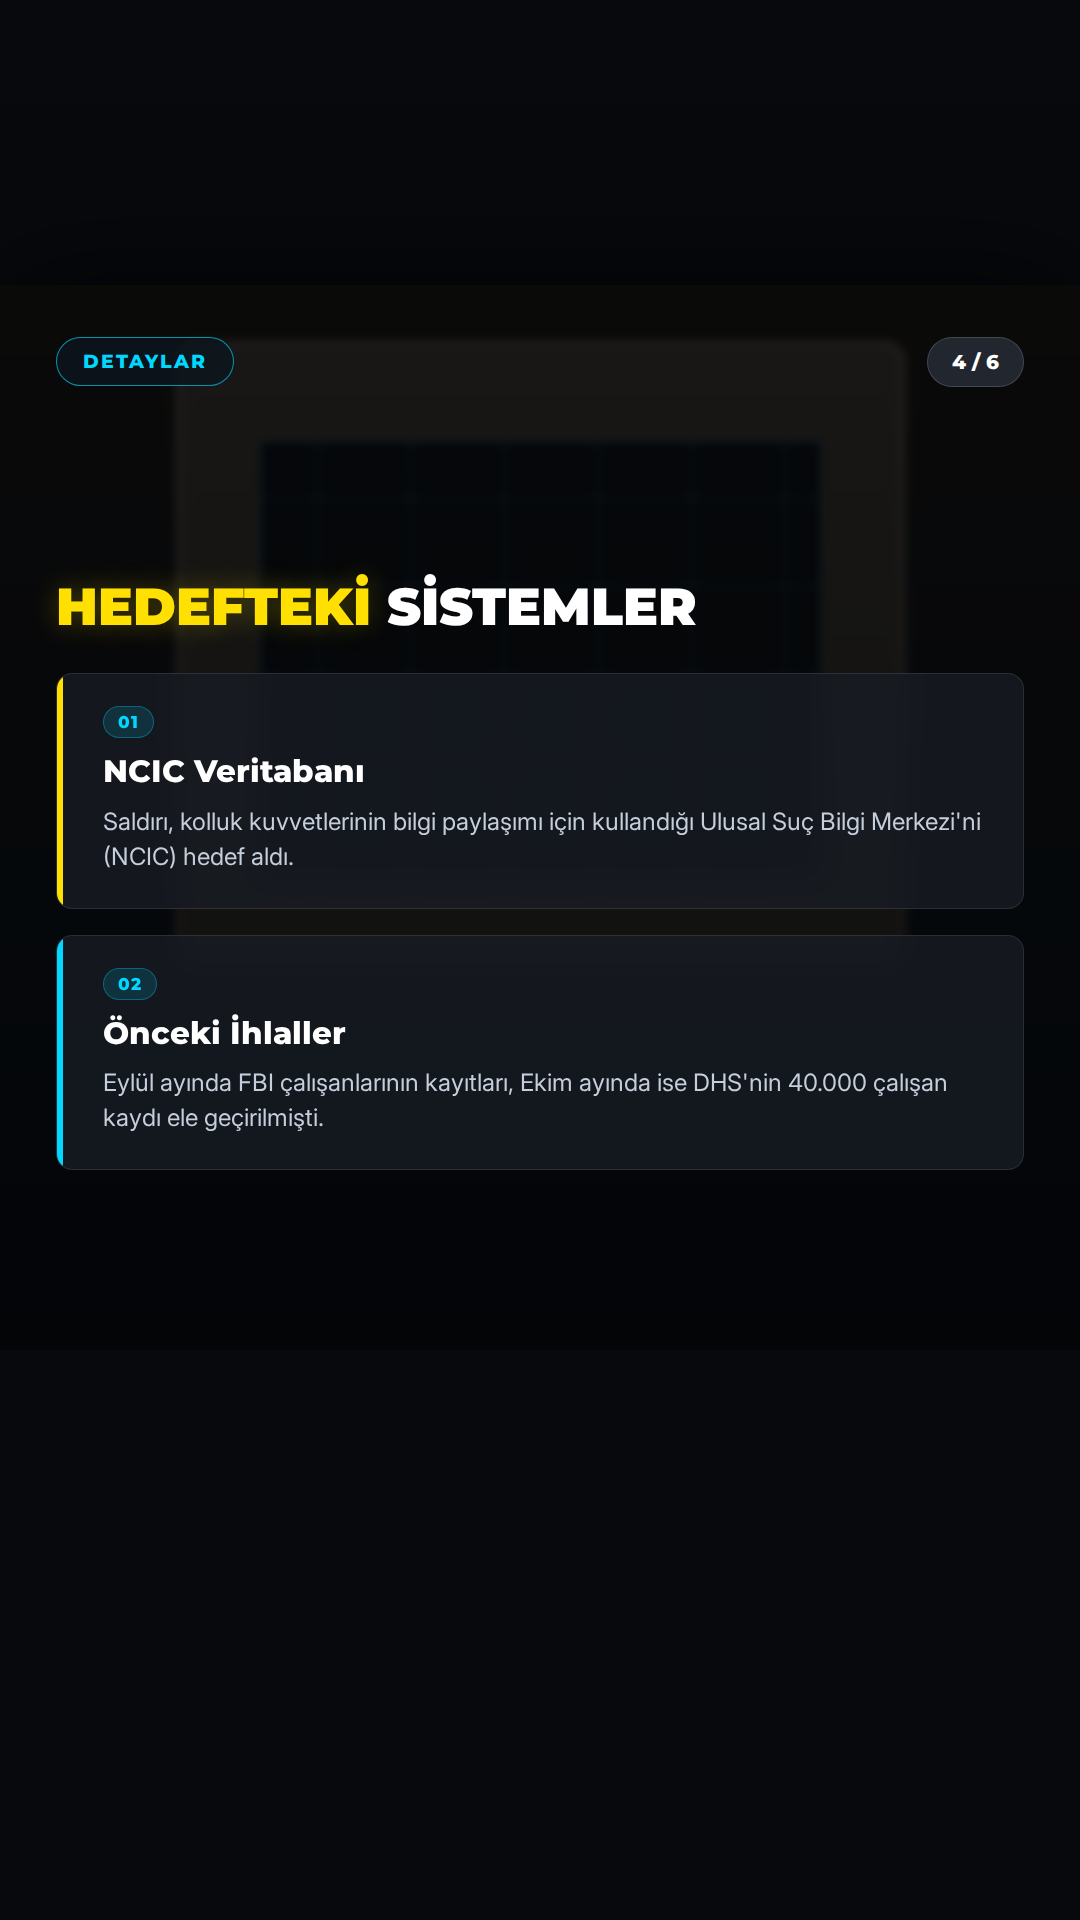 DETAYLAR
4 / 6
HEDEFTEKİ SİSTEMLER
01
NCIC Veritabanı
Saldırı, kolluk kuvvetlerinin bilgi paylaşımı için kullandığı Ulusal Suç Bilgi Merkezi'ni
(NCIC) hedef aldı.
02
Önceki İhlaller
Eylül ayında FBI çalışanlarının kayıtları, Ekim ayında ise DHS'nin 40.000 çalışan
kaydı ele geçirilmişti.